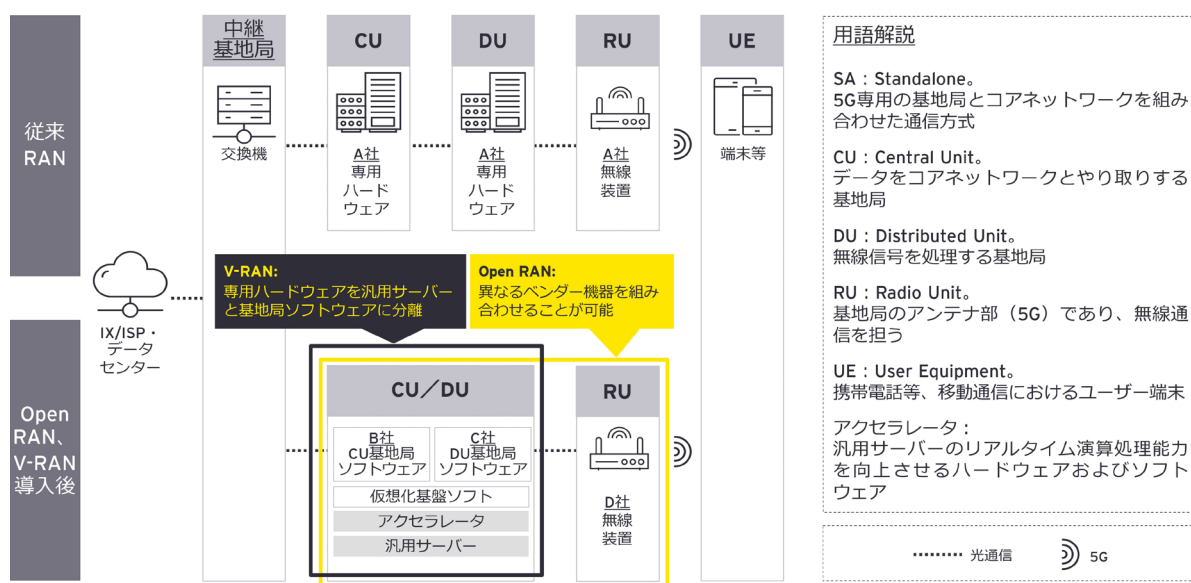 従来
RAN
Open
RAN、
V-RAN
導入後
IX/ISP・
データ
センター
中継
基地局
CU
DU
RU
UE
交換機
A社
専用
ハード
ウェア
A社
専用
ハード
ウェア
A社
無線
装置
端末等
V-RAN:
専用ハードウェアを汎用サーバー
と基地局ソフトウェアに分離
Open RAN:
異なるベンダー機器を組み
合わせることが可能
CU／DU
B社
CU基地局
ソフトウェア
C社
DU基地局
ソフトウェア
仮想化基盤ソフト
アクセラレータ
汎用サーバー
RU
D社
無線
装置
用語解説
SA：Standalone。
5G専用の基地局とコアネットワークを組み
合わせた通信方式
CU：Central Unit。
データをコアネットワークとやり取りする
基地局
DU：Distributed Unit。
無線信号を処理する基地局
RU：Radio Unit。
基地局のアンテナ部（5G）であり、無線通
信を担う
UE：User Equipment。
携帯電話等、移動通信におけるユーザー端末
アクセラレータ：
汎用サーバーのリアルタイム演算処理能力
を向上させるハードウェアおよびソフト
ウェア
光通信
5G